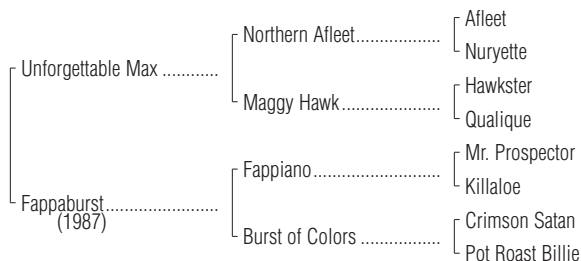 Afleet
Northern Afleet....................
Nuryette
Unforgettable Max ............
Hawkster
Maggy Hawk.......................
Qualique
Mr. Prospector
Fappiano.............................
Killaloe
Fappaburst........................
(1987)
Crimson Satan
Burst of Colors ...................
Pot Roast Billie